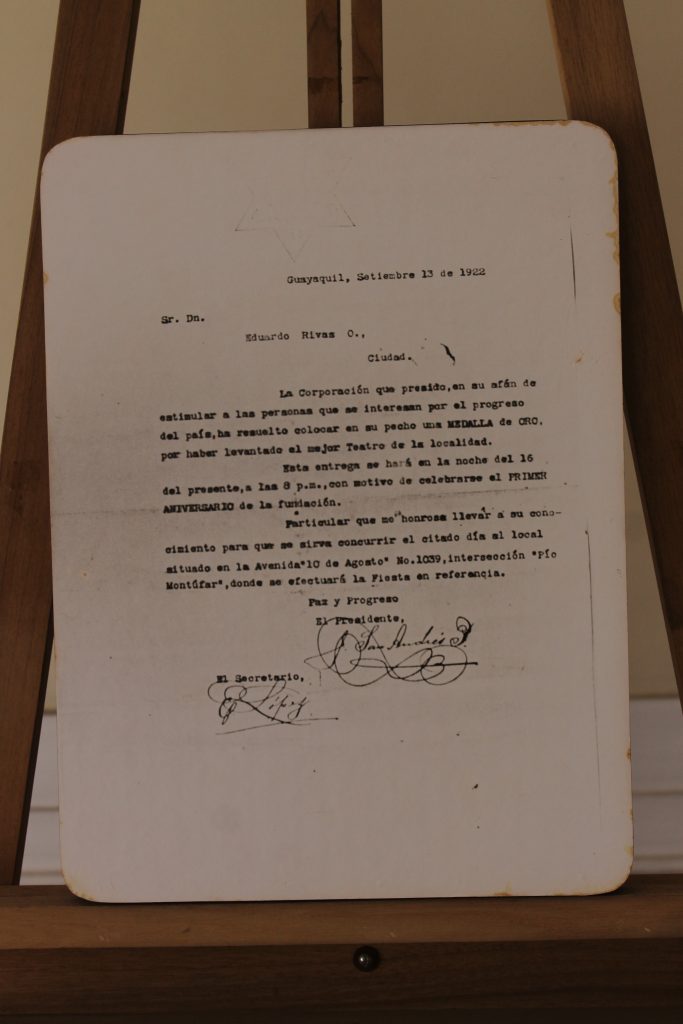 Guayaquil, Setiembre 13 de 1922
Sr. Dn.
Eduardo Rivas O.,
Ciudad.
La Corporación que presido,en su afán de
estimular a las personas que se interesan por el progreso
del país,ha resuelto colocar en su pecho una MEDALLA de ORO,
por haber levantado el mejor Teatro de la localidad.
Esta entrega se hará en la noche del 16
del presente,a las 8 p.m.,con motivo de celebrarse el PRIMER
ANIVERSARIO de la fundación.
Particular que me honrosa llevar a su cono-
cimiento para que se sirva concurrir el citado día al local
situado en la Avenida"10 de Agosto" No.1039,intersección "Pío
Montúfar",donde se efectuará la Fiesta en referencia.
Paz y Progreso
El Presidente,
San Andrés
El Secretario,
López